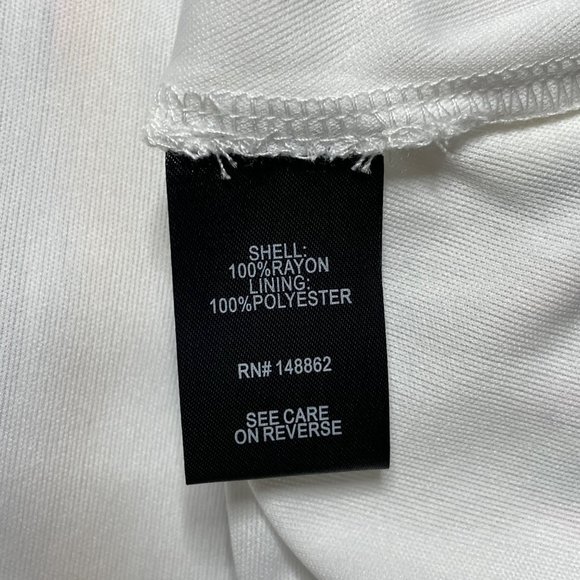 SHELL:
100%RAYON
LINING:
100%POLYESTER
RN# 148862
SEE CARE
ON REVERSE